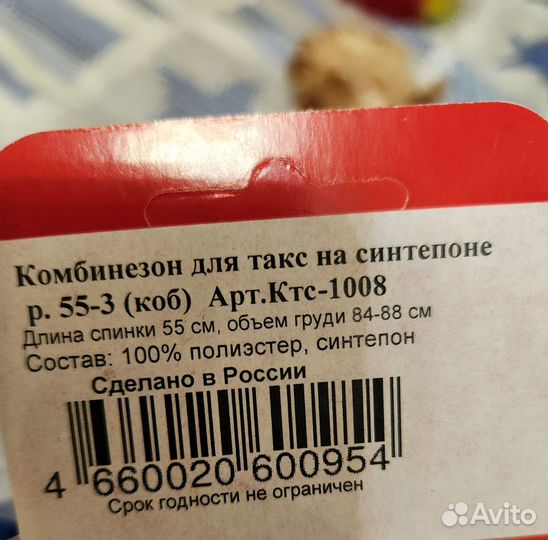 Комбинезон для такс на синтепоне
р. 55-3 (коб) Арт.Ктс-1008
Длина спинки 55 см, объем груди 84-88 см
Состав: 100% полиэстер, синтепон
Сделано в России
4 660020 600954
Срок годности не ограничен
Avito